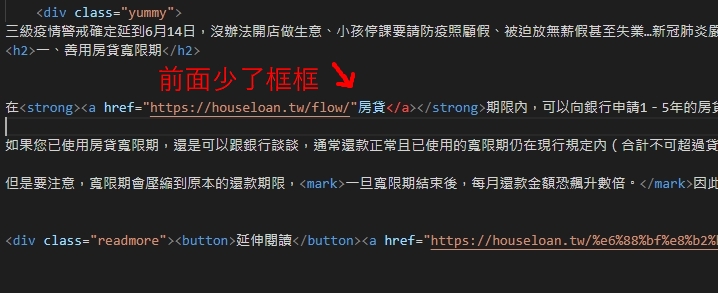 <div class="yummy">
三級疫情警戒確定延到6月14日，沒辦法開店做生意、小孩停課要請防疫照顧假、被迫放無薪假甚至失業…新冠肺炎嚴
<h2>一、善用房貸寬限期</h2>
前面少了框框
在<strong><a href="https://houseloan.tw/flow/"房貸</a></strong>期限內，可以向銀行申請1－5年的房貸
如果您已使用房貸寬限期，還是可以跟銀行談談，通常還款正常且已使用的寬限期仍在現行規定內（合計不可超過貸
但是要注意，寬限期會壓縮到原本的還款期限，<mark>一旦寬限期結束後，每月還款金額恐飆升數倍。</mark>因此
<div class="readmore"><button>延伸閱讀</button><a href="https://houseloan.tw/%e6%88%bf%e8%b2%